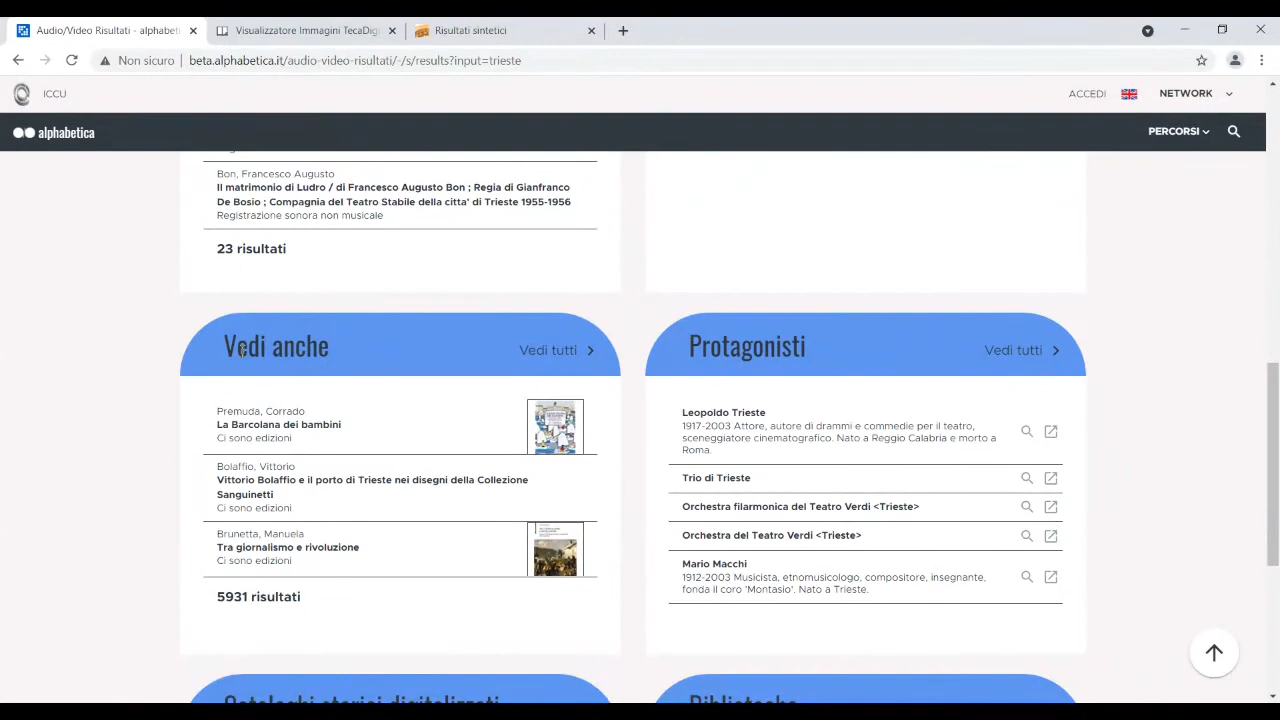 Audio/Video Risultati - alphabeti
Visualizzatore Immagini TecaDigi
Risultati sintetici
Non sicuro
beta.alphabetica.it/audio-video-risultati/-/s/results?input=trieste
ICCU
ACCEDI
NETWORK
alphabetica
PERCORSI
Bon, Francesco Augusto
Il matrimonio di Ludro / di Francesco Augusto Bon ; Regia di Gianfranco
De Bosio ; Compagnia del Teatro Stabile della citta' di Trieste 1955-1956
Registrazione sonora non musicale
23 risultati
Vedi anche
Vedi tutti
Premuda, Corrado
La Barcolana dei bambini
Ci sono edizioni
Bolaffio, Vittorio
Vittorio Bolaffio e il porto di Trieste nei disegni della Collezione
Sanguinetti
Ci sono edizioni
Brunetta, Manuela
Tra giornalismo e rivoluzione
Ci sono edizioni
5931 risultati
Protagonisti
Vedi tutti
Leopoldo Trieste
1917-2003 Attore, autore di drammi e commedie per il teatro,
sceneggiatore cinematografico. Nato a Reggio Calabria e morto a
Roma.
Trio di Trieste
Orchestra filarmonica del Teatro Verdi <Trieste>
Orchestra del Teatro Verdi <Trieste>
Mario Macchi
1912-2003 Musicista, etnomusicologo, compositore, insegnante,
fonda il coro 'Montasio'. Nato a Trieste.
Cataloghi storici digitalizzati
Biblioteche